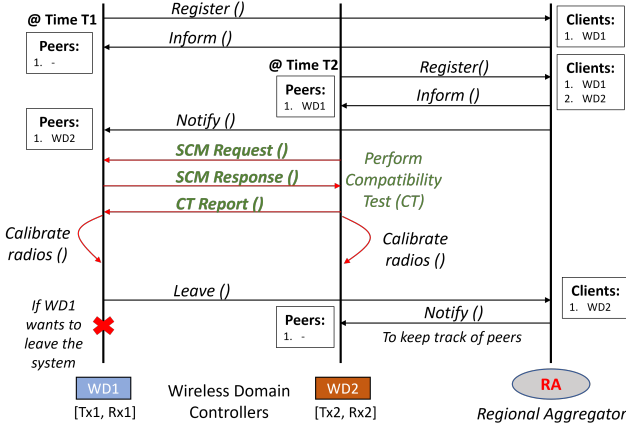 @ Time T1
Register ()
Clients:
1. WD1
Inform ()
Peers:
1. -
@ Time T2
Register()
Clients:
1. WD1
2. WD2
Peers:
1. WD1
Inform ()
Notify ()
Peers:
1. WD2
SCM Request ()
SCM Response ()
CT Report ()
Perform
Compatibility
Test (CT)
Calibrate
radios ()
Calibrate
radios ()
Leave ()
Clients:
1. WD2
If WD1
wants to
leave the
system
Peers:
1. -
Notify ()
To keep track of peers
WD1
[Tx1, Rx1]
Wireless Domain
Controllers
WD2
[Tx2, Rx2]
RA
Regional Aggregator